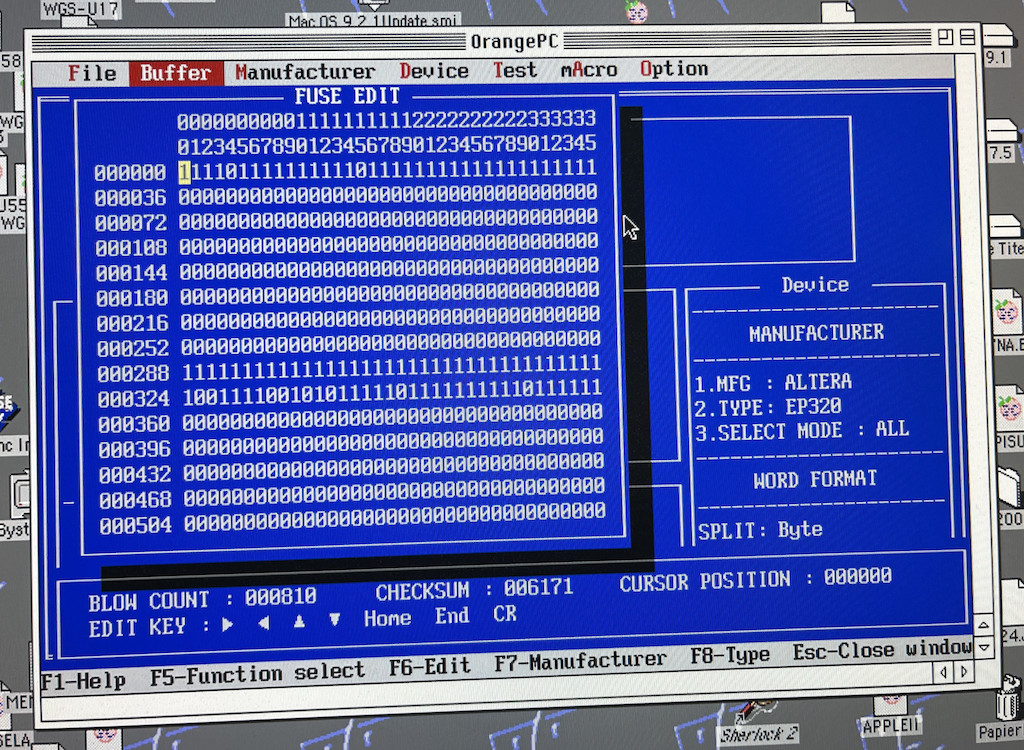 WGS-U17
Mac OS 9.2.1Update.smi
OrangePC
File Buffer Manufacturer Device Test mAcro Option
FUSE EDIT
000000000011111111112222222222333333
012345678901234567890123456789012345
000000 111101111111111011111111111111111111
000036 000000000000000000000000000000000000
000072 000000000000000000000000000000000000
000108 000000000000000000000000000000000000
000144 000000000000000000000000000000000000
000180 000000000000000000000000000000000000
000216 000000000000000000000000000000000000
000252 000000000000000000000000000000000000
000288 111111111111111111111111111111111111
000324 100111100101011111011111111110111111
000360 000000000000000000000000000000000000
000396 000000000000000000000000000000000000
000432 000000000000000000000000000000000000
000468 000000000000000000000000000000000000
000504 000000000000000000000000000000000000
Device
MANUFACTURER
1.MFG : ALTERA
2.TYPE: EP320
3.SELECT MODE : ALL
WORD FORMAT
SPLIT: Byte
BLOW COUNT : 000810 CHECKSUM : 006171 CURSOR POSITION : 000000
EDIT KEY : ► ◄ ▲ ▼ Home End CR
F1-Help F5-Function select F6-Edit F7-Manufacturer F8-Type Esc-Close window
9.1
7.5
Sherlock 2
APPLEII
Papier